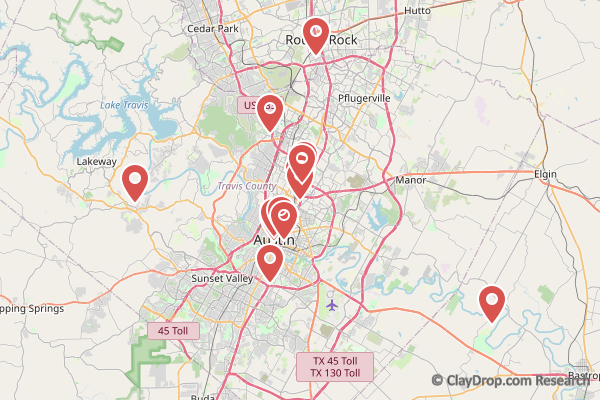 Hutto
Cedar Park
Rock
Lake Travis
US
Pflugerville
Lakeway
Elgin
Manor
Travis County
Austin
Sunset Valley
pping Springs
45 Toll
TX 45 Toll
TX 130 Toll
Bastrop
Buda
© ClayDrop.com Research